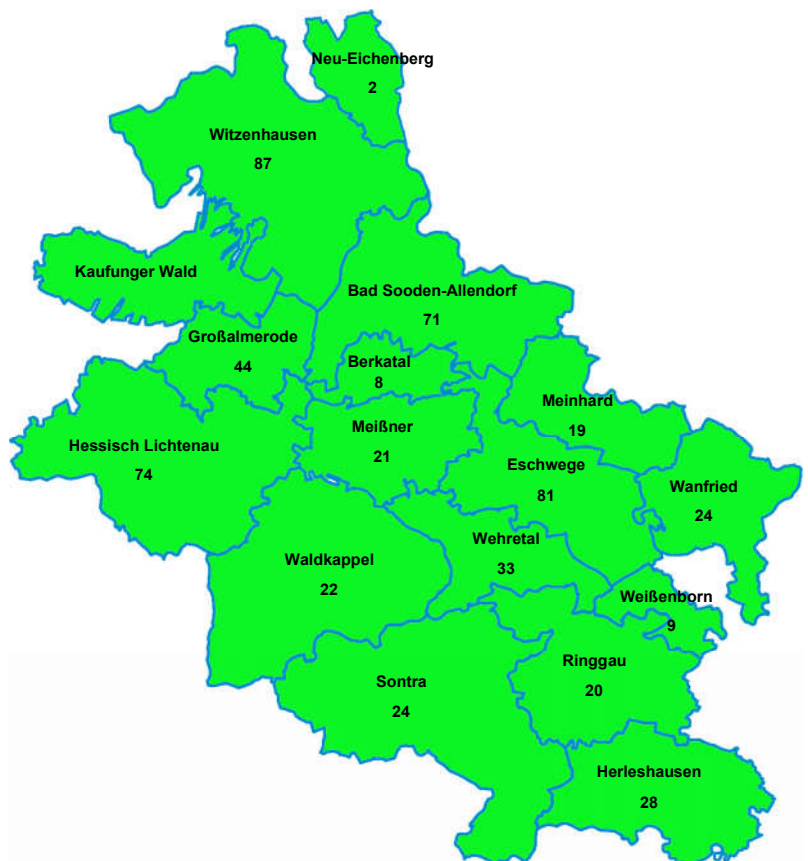 Neu-Eichenberg
2
Witzenhausen
87
Kaufunger Wald
Bad Sooden-Allendorf
71
Großalmerode
44
Berkatal
8
Meinhard
19
Meißner
21
Hessisch Lichtenau
74
Eschwege
81
Wanfried
24
Wehretal
33
Waldkappel
22
Weißenborn
9
Ringgau
20
Sontra
24
Herleshausen
28